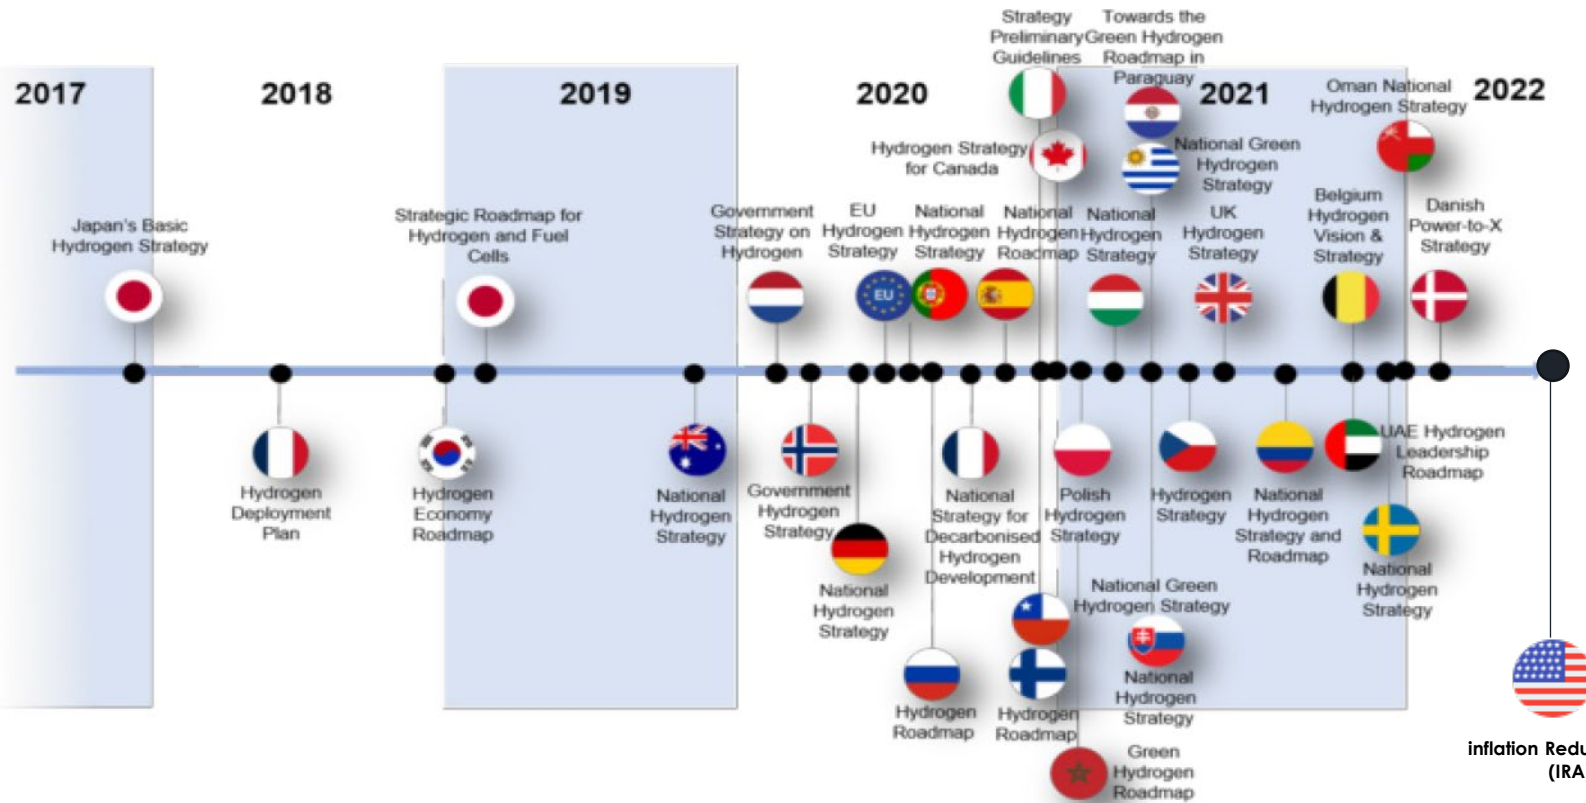 2017
2018
2019
2020
2021
2022
Strategy
Preliminary
Guidelines
Towards the
Green Hydrogen
Roadmap in
Paraguay
Oman National
Hydrogen Strategy
Hydrogen Strategy
for Canada
National Green
Hydrogen
Strategy
Japan's Basic
Hydrogen Strategy
Strategic Roadmap for
Hydrogen and Fuel
Cells
Government
Strategy on
Hydrogen
EU
Hydrogen
Strategy
National
Hydrogen
Strategy
National
Hydrogen
Roadmap
National
Hydrogen
Strategy
UK
Hydrogen
Strategy
Belgium
Hydrogen
Vision &
Strategy
Danish
Power-to-X
Strategy
EU
Hydrogen
Deployment
Plan
Hydrogen
Economy
Roadmap
National
Hydrogen
Strategy
Government
Hydrogen
Strategy
National
Hydrogen
Strategy
National
Strategy for
Decarbonised
Hydrogen
Development
Polish
Hydrogen
Strategy
Hydrogen
Strategy
National
Hydrogen
Strategy and
Roadmap
UAE Hydrogen
Leadership
Roadmap
National
Hydrogen
Strategy
National Green
Hydrogen Strategy
National
Hydrogen
Strategy
Hydrogen
Roadmap
Hydrogen
Roadmap
Green
Hydrogen
Roadmap
inflation Redu
(IRA